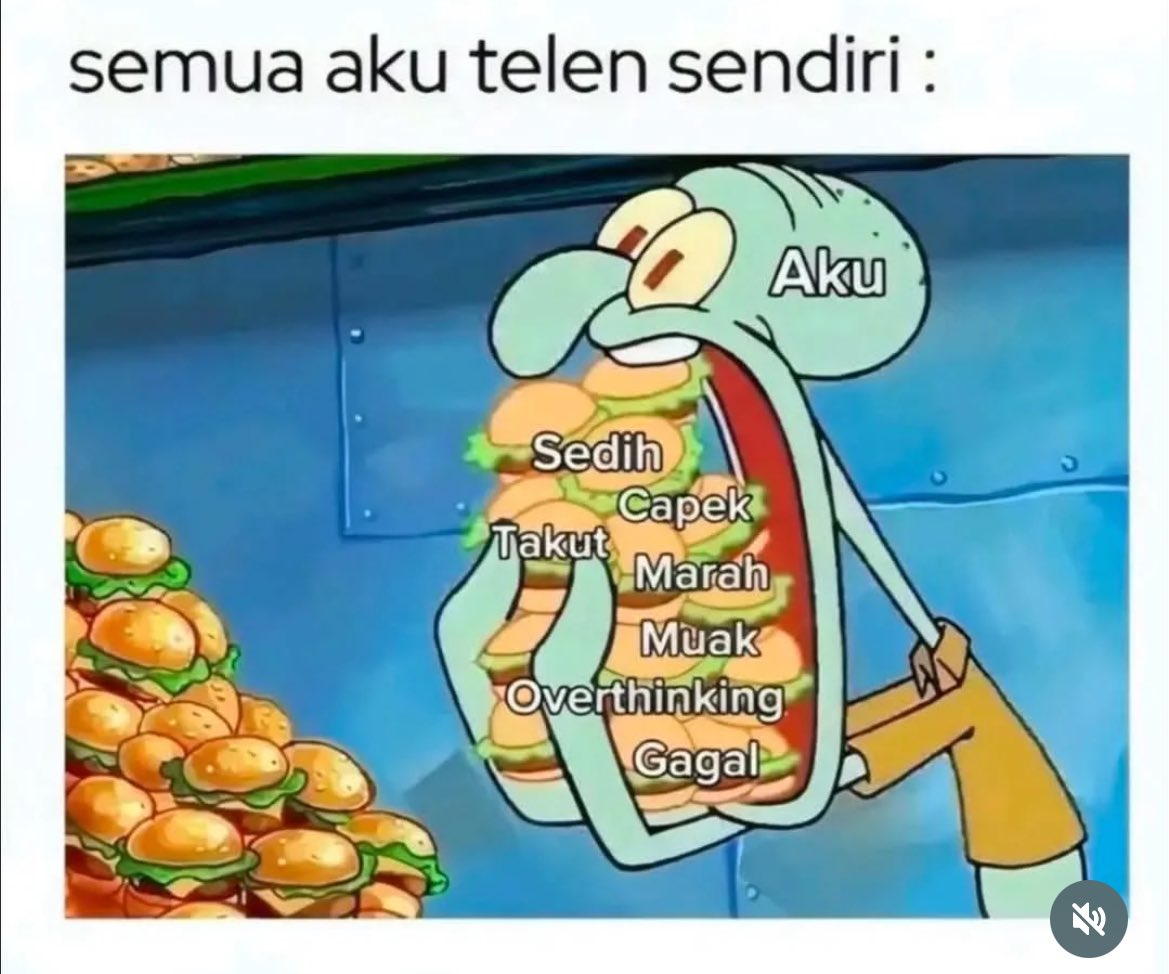 semua aku telen sendiri :
Aku
Sedih
Capek
Takut
Marah
Muak
Overthinking
Gagal